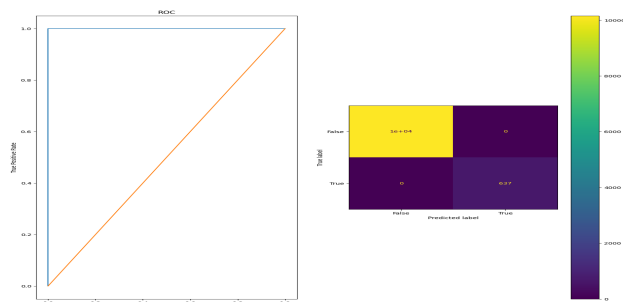 ROC
1.0
0.8
0.6
0.4
0.2
0.0
True Positive Rate
False
True
True label
1e+04
0
0
637
False
True
Predicted label
10000
8000
6000
4000
2000
0